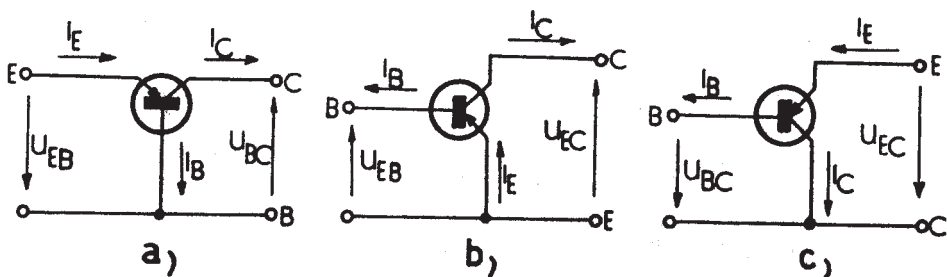 I_E I_C
E C
U_EB I_B U_BC
B
a)
I_C
C
I_B
B
U_EB I_E U_EC
E
b)
I_E
E
I_B
B
U_BC I_C U_EC
C
c)